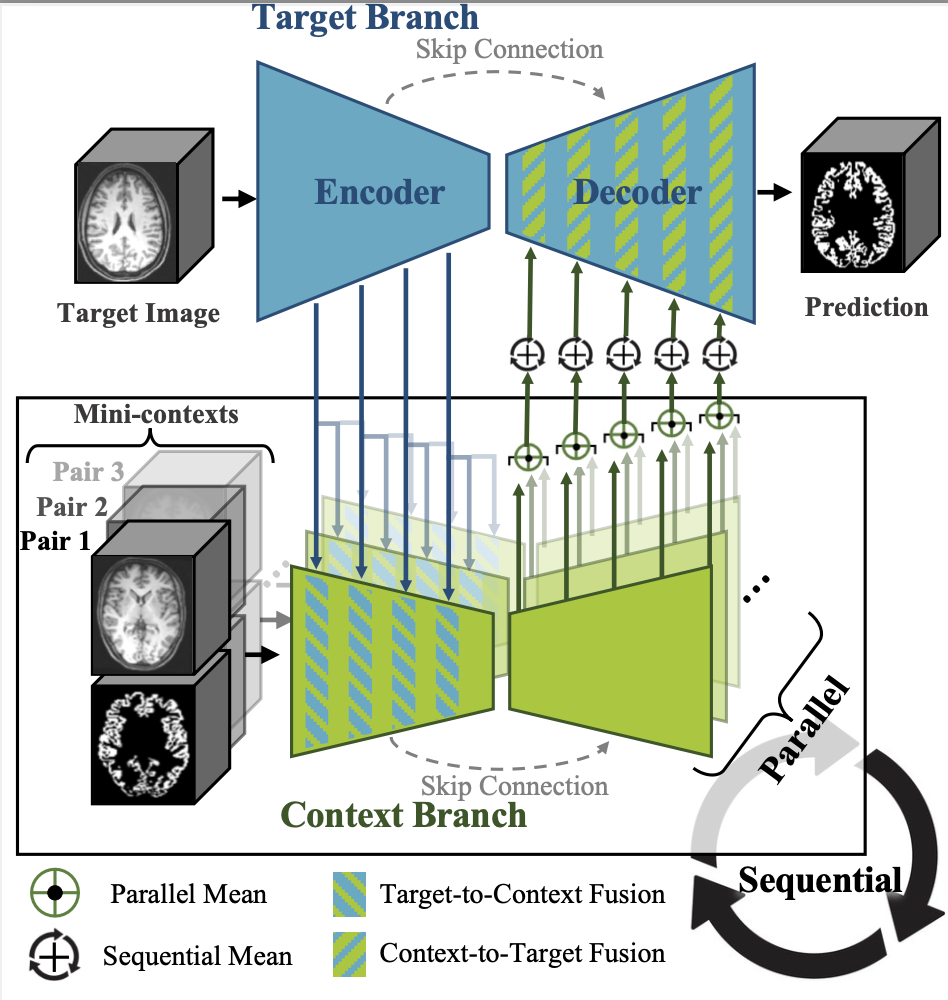 Target Branch
Skip Connection
Encoder
Decoder
Target Image
Prediction
Mini-contexts
Pair 3
Pair 2
Pair 1
...
Parallel
Skip Connection
Context Branch
Sequential
Parallel Mean
Target-to-Context Fusion
Sequential Mean
Context-to-Target Fusion